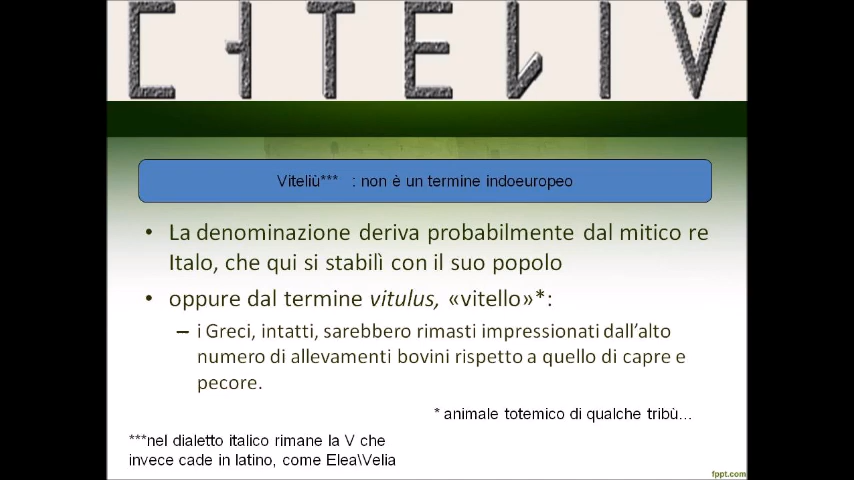 𐌅𐌝𐌕𐌄𐌋𐌉𐌞
Viteliù*** : non è un termine indoeuropeo
• La denominazione deriva probabilmente dal mitico re
Italo, che qui si stabilì con il suo popolo
• oppure dal termine vitulus, «vitello»*:
– i Greci, intatti, sarebbero rimasti impressionati dall'alto
numero di allevamenti bovini rispetto a quello di capre e
pecore.
* animale totemico di qualche tribù...
***nel dialetto italico rimane la V che
invece cade in latino, come Elea\Velia
fppt.com